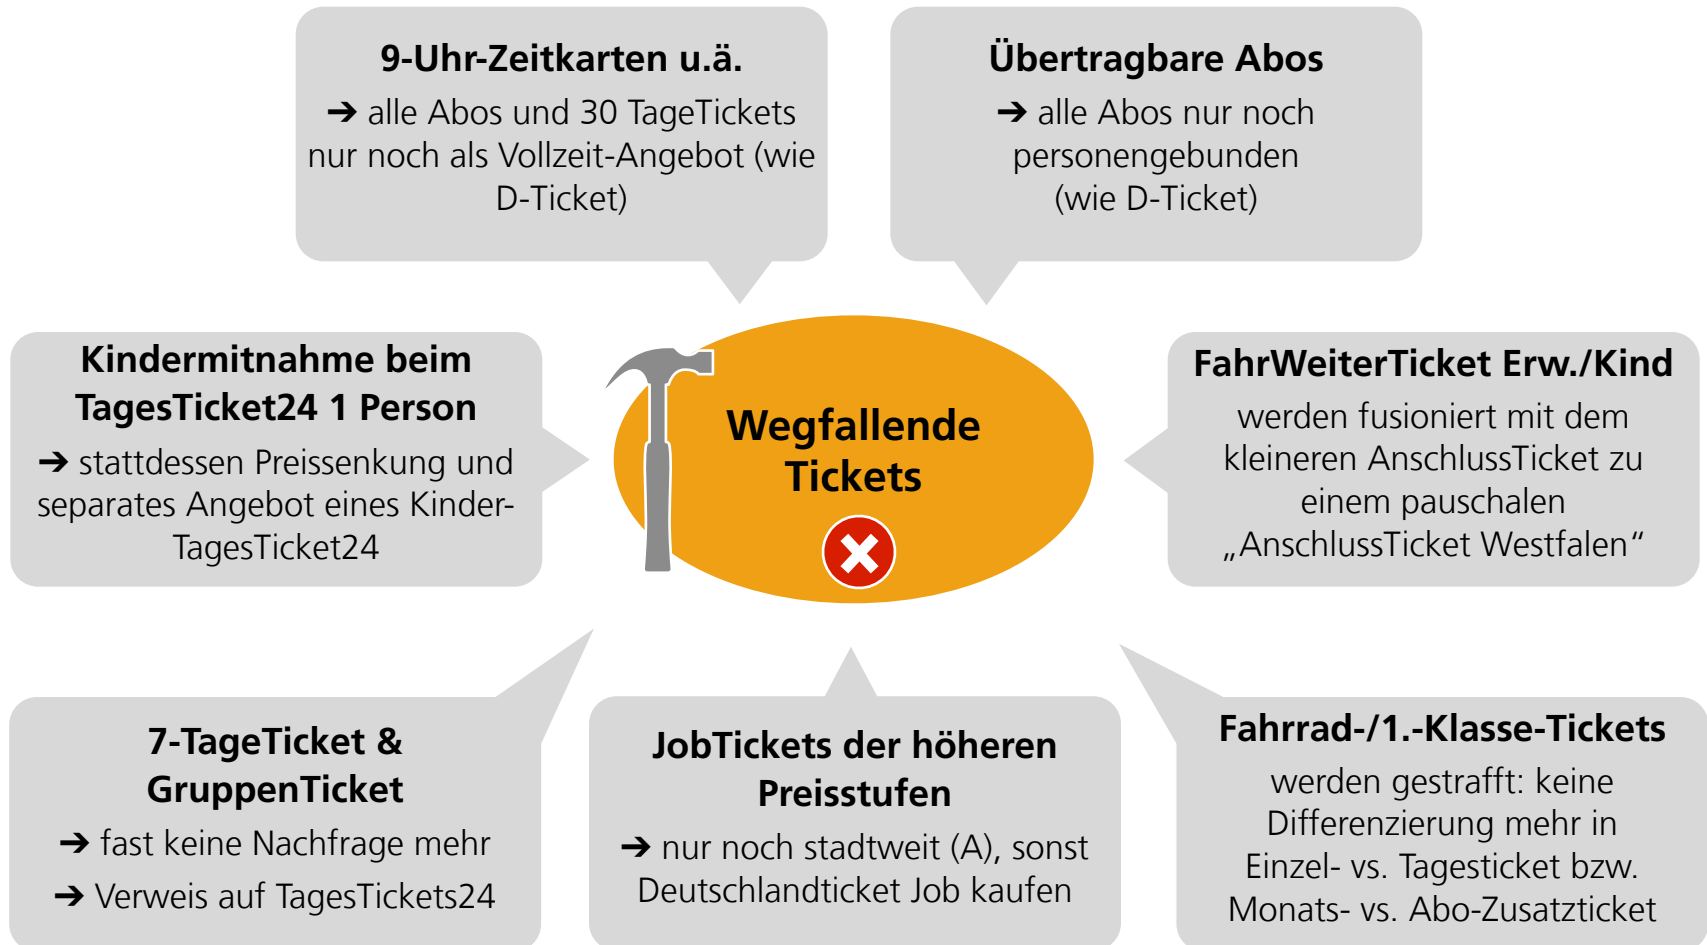 9-Uhr-Zeitkarten u.ä.
➔ alle Abos und 30 TageTickets
nur noch als Vollzeit-Angebot (wie
D-Ticket)
Übertragbare Abos
➔ alle Abos nur noch
personengebunden
(wie D-Ticket)
Kindermitnahme beim
TagesTicket24 1 Person
➔ stattdessen Preissenkung und
separates Angebot eines Kinder-
TagesTicket24
Wegfallende
Tickets
FahrWeiterTicket Erw./Kind
werden fusioniert mit dem
kleineren AnschlussTicket zu
einem pauschalen
„AnschlussTicket Westfalen“
7-TageTicket &
GruppenTicket
➔ fast keine Nachfrage mehr
➔ Verweis auf TagesTickets24
JobTickets der höheren
Preisstufen
➔ nur noch stadtweit (A), sonst
Deutschlandticket Job kaufen
Fahrrad-/1.-Klasse-Tickets
werden gestrafft: keine
Differenzierung mehr in
Einzel- vs. Tagesticket bzw.
Monats- vs. Abo-Zusatzticket